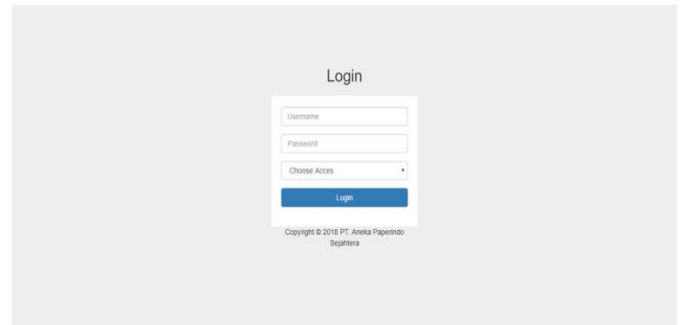 Login
Username
Password
Choose Acces
Login
Copyright © 2018 PT. Aneka Paperindo
Sejahtera